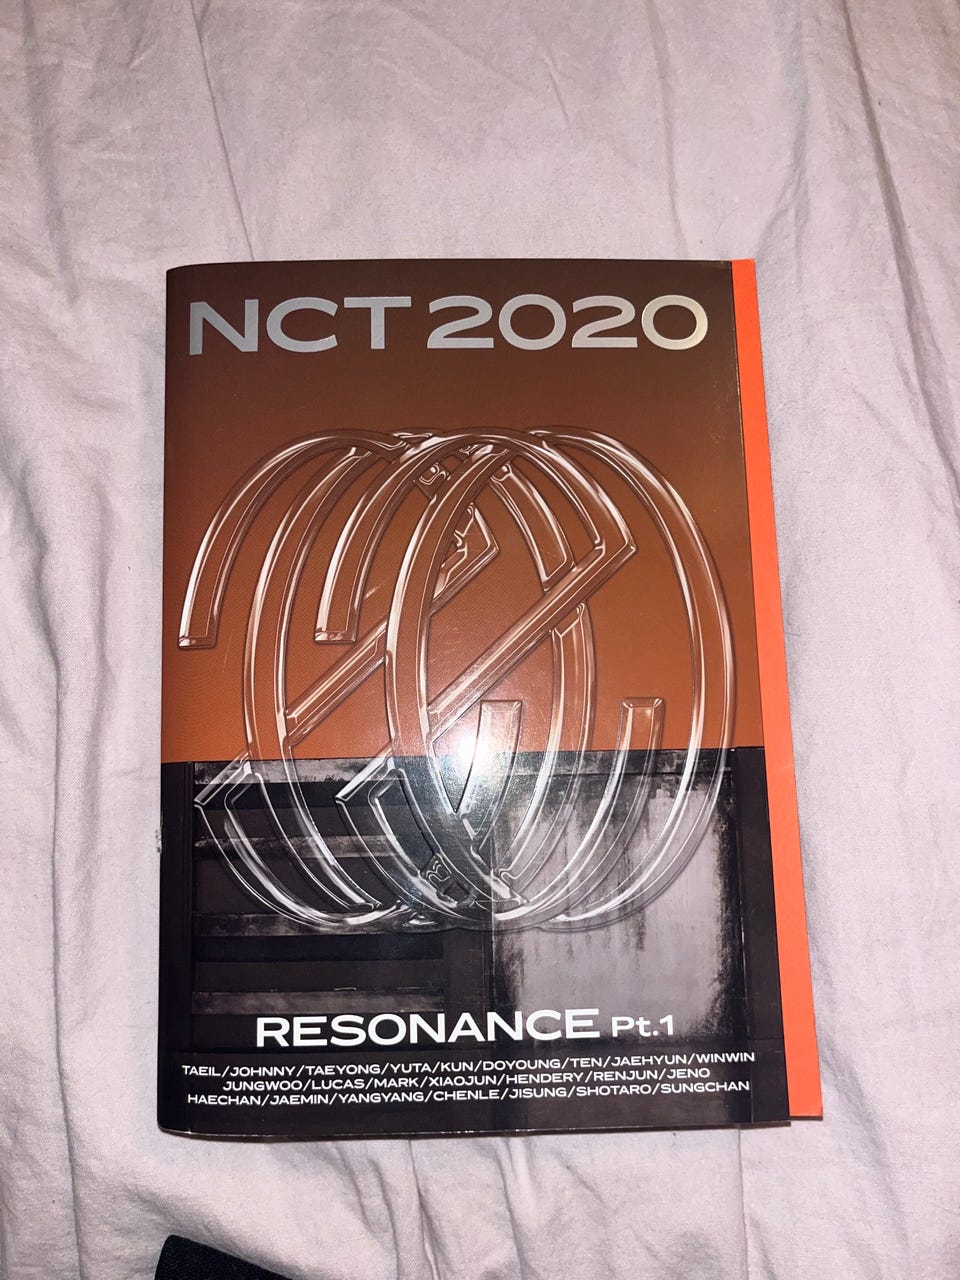 NCT 2020
RESONANCE Pt.1
TAEIL/JOHNNY/TAEYONG/YUTA/KUN/DOYOUNG/TEN/JAEHYUN/WINWIN
JUNGWOO/LUCAS/MARK/XIAOJUN/HENDERY/RENJUN/JENO
HAECHAN/JAEMIN/YANGYANG/CHENLE/JISUNG/SHOTARO/SUNGCHAN